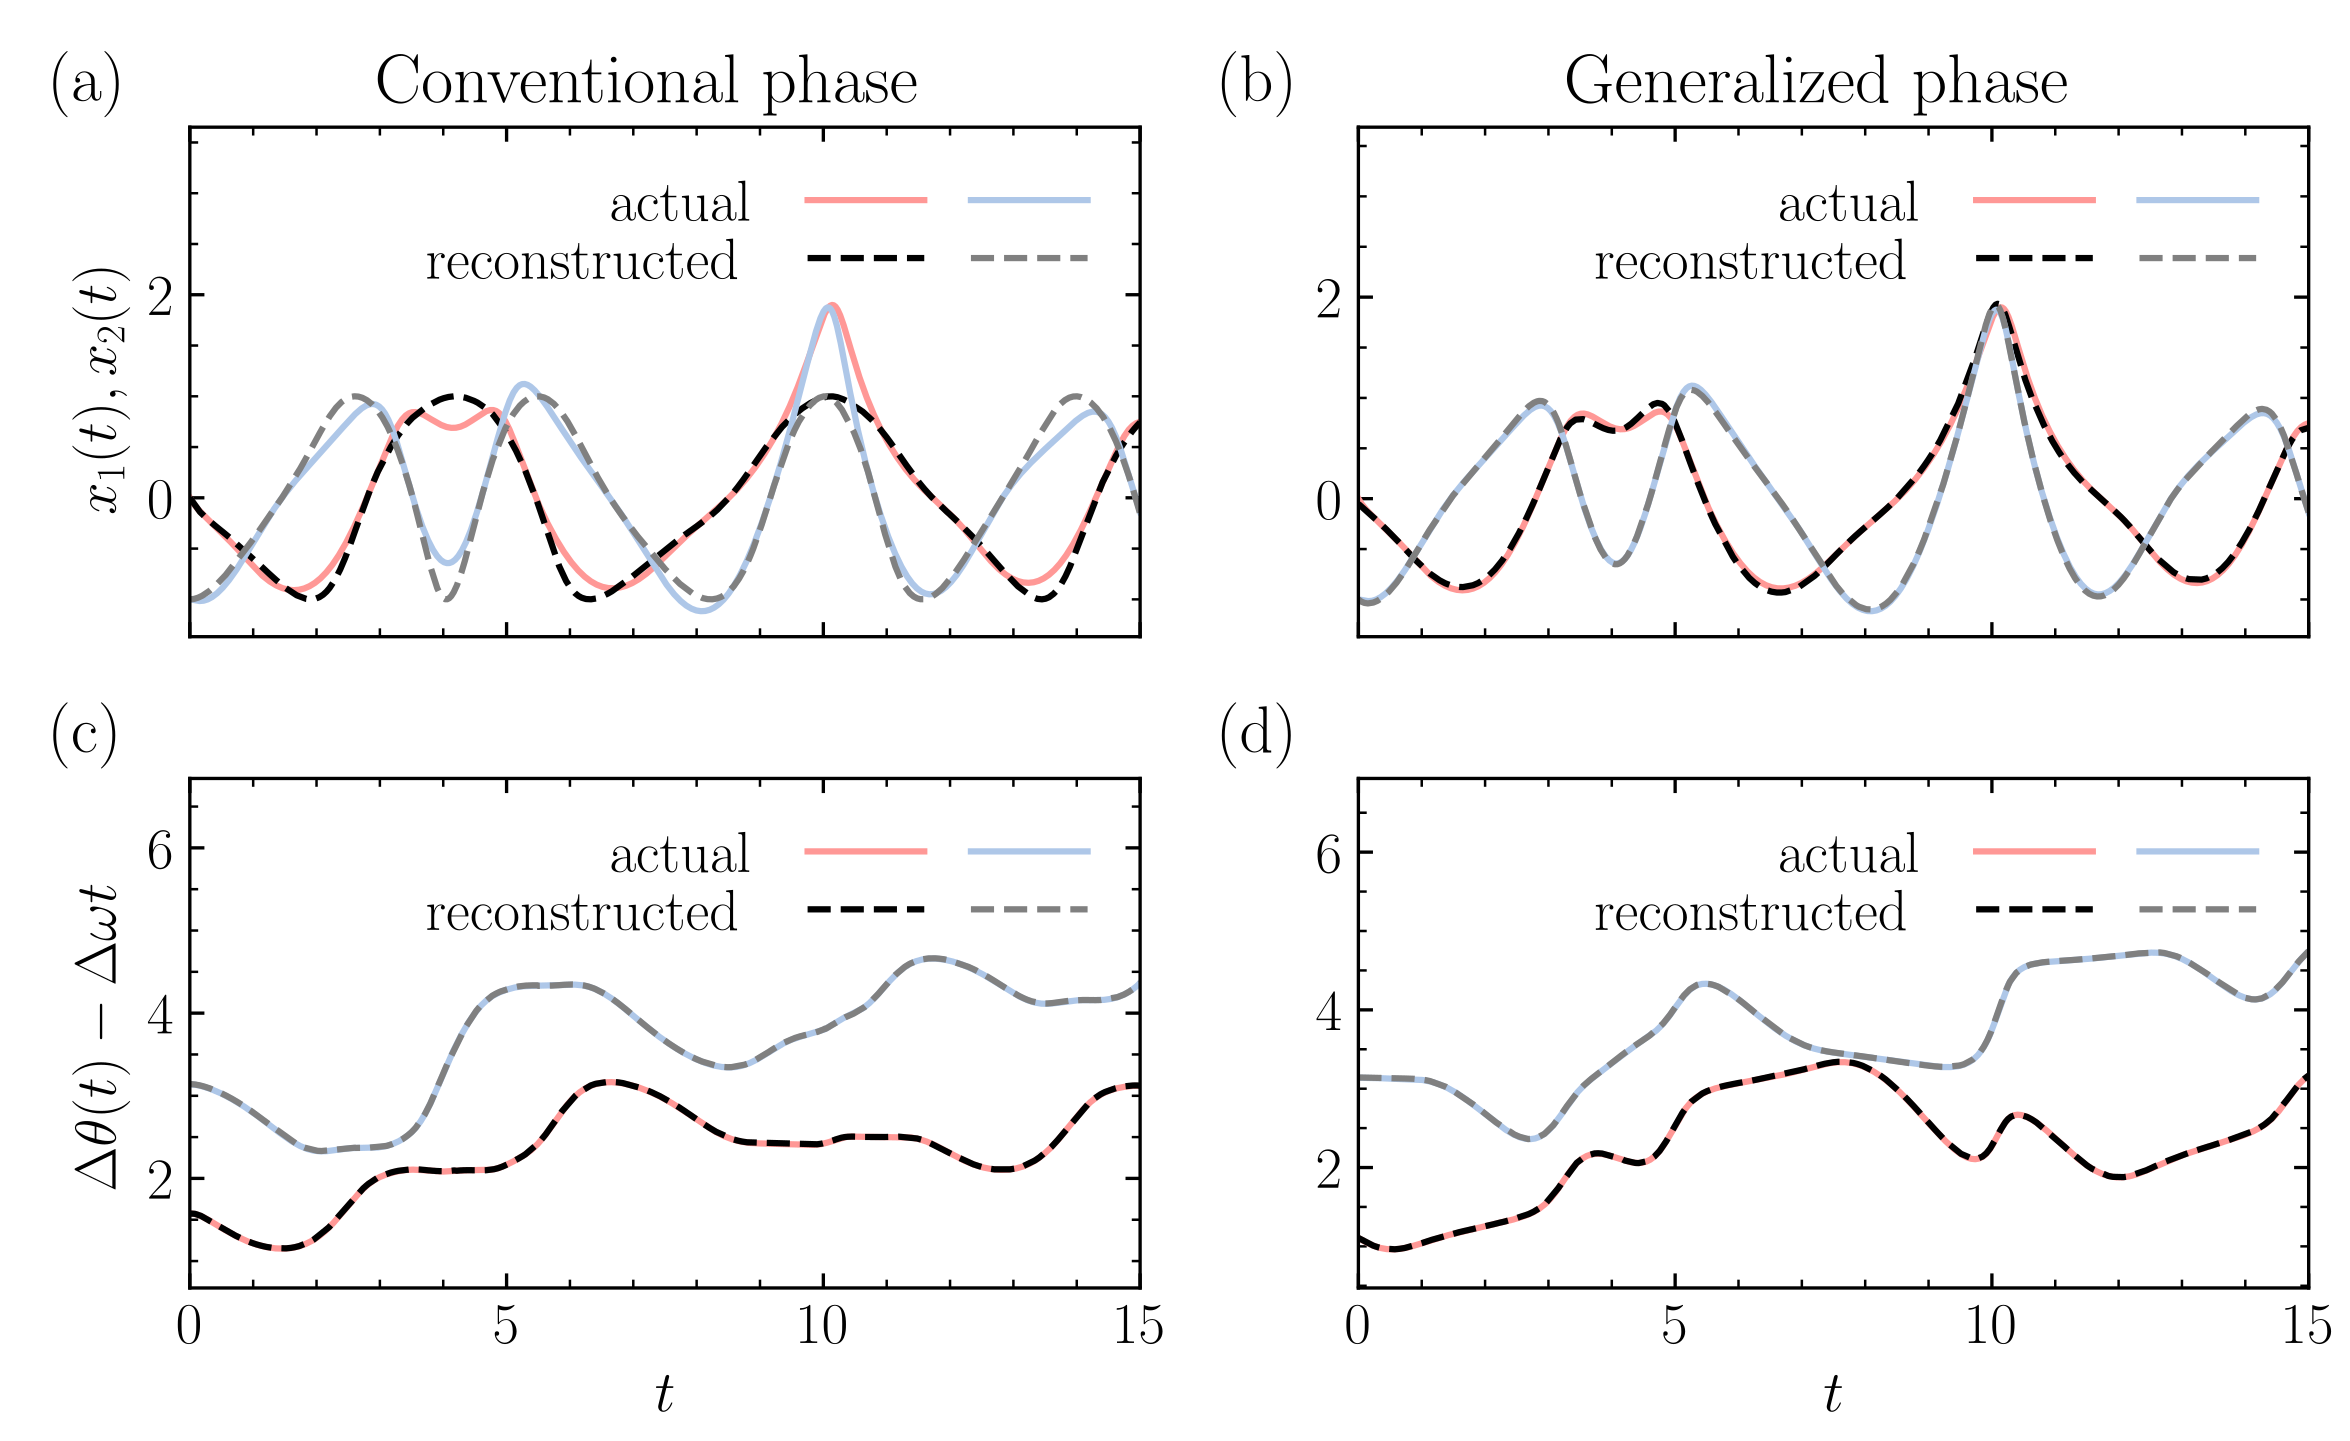 (a) Conventional phase
actual
reconstructed
x₁(t), x₂(t)
2
0
(b) Generalized phase
actual
reconstructed
2
0
(c)
actual
reconstructed
Δθ(t) − Δωt
6
4
2
0 5 10 15
t
(d)
actual
reconstructed
6
4
2
0 5 10 15
t